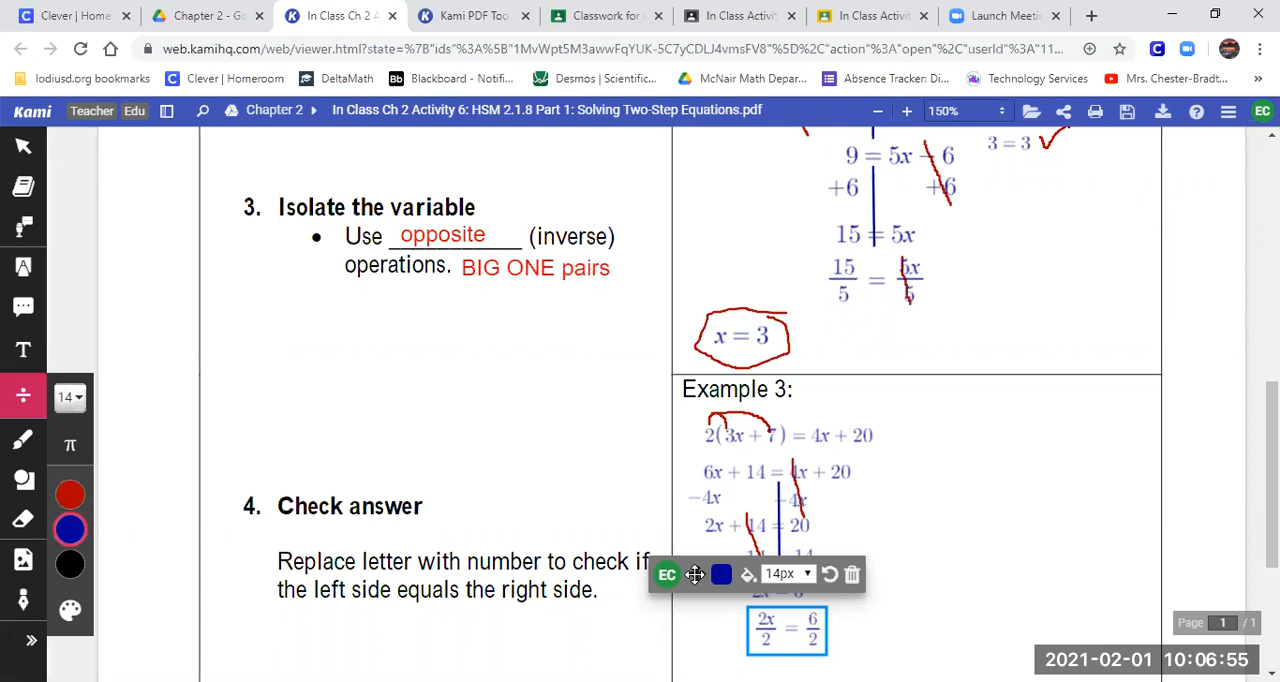 Clever | Home
Chapter 2 - Go
In Class Ch 2 A
Kami PDF Too
Classwork for
In Class Activi
In Class Activit
Launch Meeti
web.kamihq.com/web/viewer.html?state=%7B"ids"%3A%5B"1MvWpt5M3awwFqYUK-5C7yCDLJ4vmsFV8"%5D%2C"action"%3A"open"%2C"userId"%3A"11...
lodiusd.org bookmarks
Clever | Homeroom
DeltaMath
Bb Blackboard - Notifi...
Desmos | Scientific...
McNair Math Depar...
Absence Tracker: Di...
Technology Services
Mrs. Chester-Bradt...
»
Kami Teacher Edu
Chapter 2
In Class Ch 2 Activity 6: HSM 2.1.8 Part 1: Solving Two-Step Equations.pdf
150%
EC
3. Isolate the variable
• Use opposite (inverse)
operations. BIG ONE pairs
4. Check answer
Replace letter with number to check if
the left side equals the right side.
3 = 3
9 = 5x - 6
+6 +6
15 = 5x
15/5 = 5x/5
x = 3
Example 3:
2(3x + 7) = 4x + 20
6x + 14 = 4x + 20
-4x -4x
2x + 14 = 20
2x/2 = 6/2
EC 14px
T
14
π
Page 1 / 1
2021-02-01 10:06:55